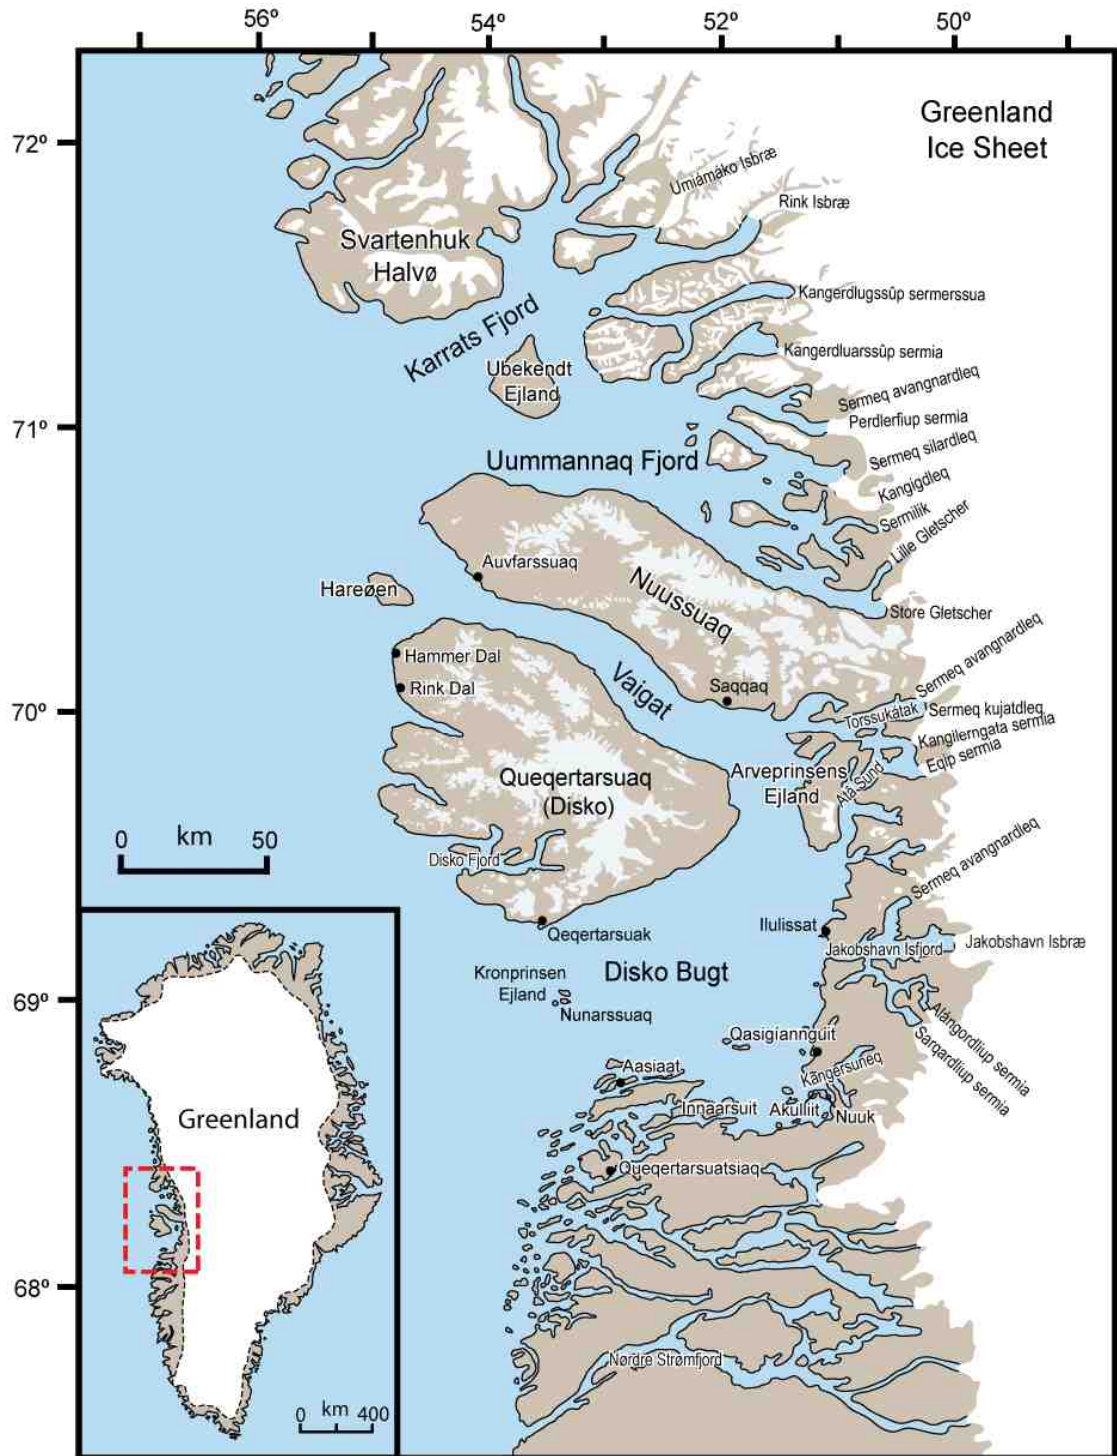 56º
54º
52º
50º
72º
71º
70º
69º
68º
Greenland
Ice Sheet
Umiámáko Isbræ
Rink Isbræ
Svartenhuk
Halvø
Kangerdlugssûp sermerssua
Karrats Fjord
Kangerdluarssûp sermia
Ubekendt
Ejland
Sermeq avangnardleq
Perdlerfiup sermia
Uummannaq Fjord
Sermeq silardleq
Kangigdleq
Sermilik
Lille Gletscher
Auvfarssuaq
Hareøen
Nuussuaq
Store Gletscher
Hammer Dal
Rink Dal
Vaigat
Saqqaq
Sermeq avangnardleq
Torssukátak
Sermeq kujatdleq
Kangilerngata sermia
Eqip sermia
Queqertarsuaq
(Disko)
Arveprinsens
Ejland
Atâ Sund
0 km 50
Disko Fjord
Sermeq avangnardleq
Qeqertarsuak
Ilulissat
Jakobshavn Isfjord
Jakobshavn Isbræ
Kronprinsen
Ejland
Disko Bugt
Nunarssuaq
Alángordliup sermia
Sarqardliup sermia
Qasigiannguit
Kangersuneq
Aasiaat
Innaarsuit
Akulliit
Nuuk
Queqertarsuatsiaq
Nørdre Strømfjord
Greenland
0 km 400